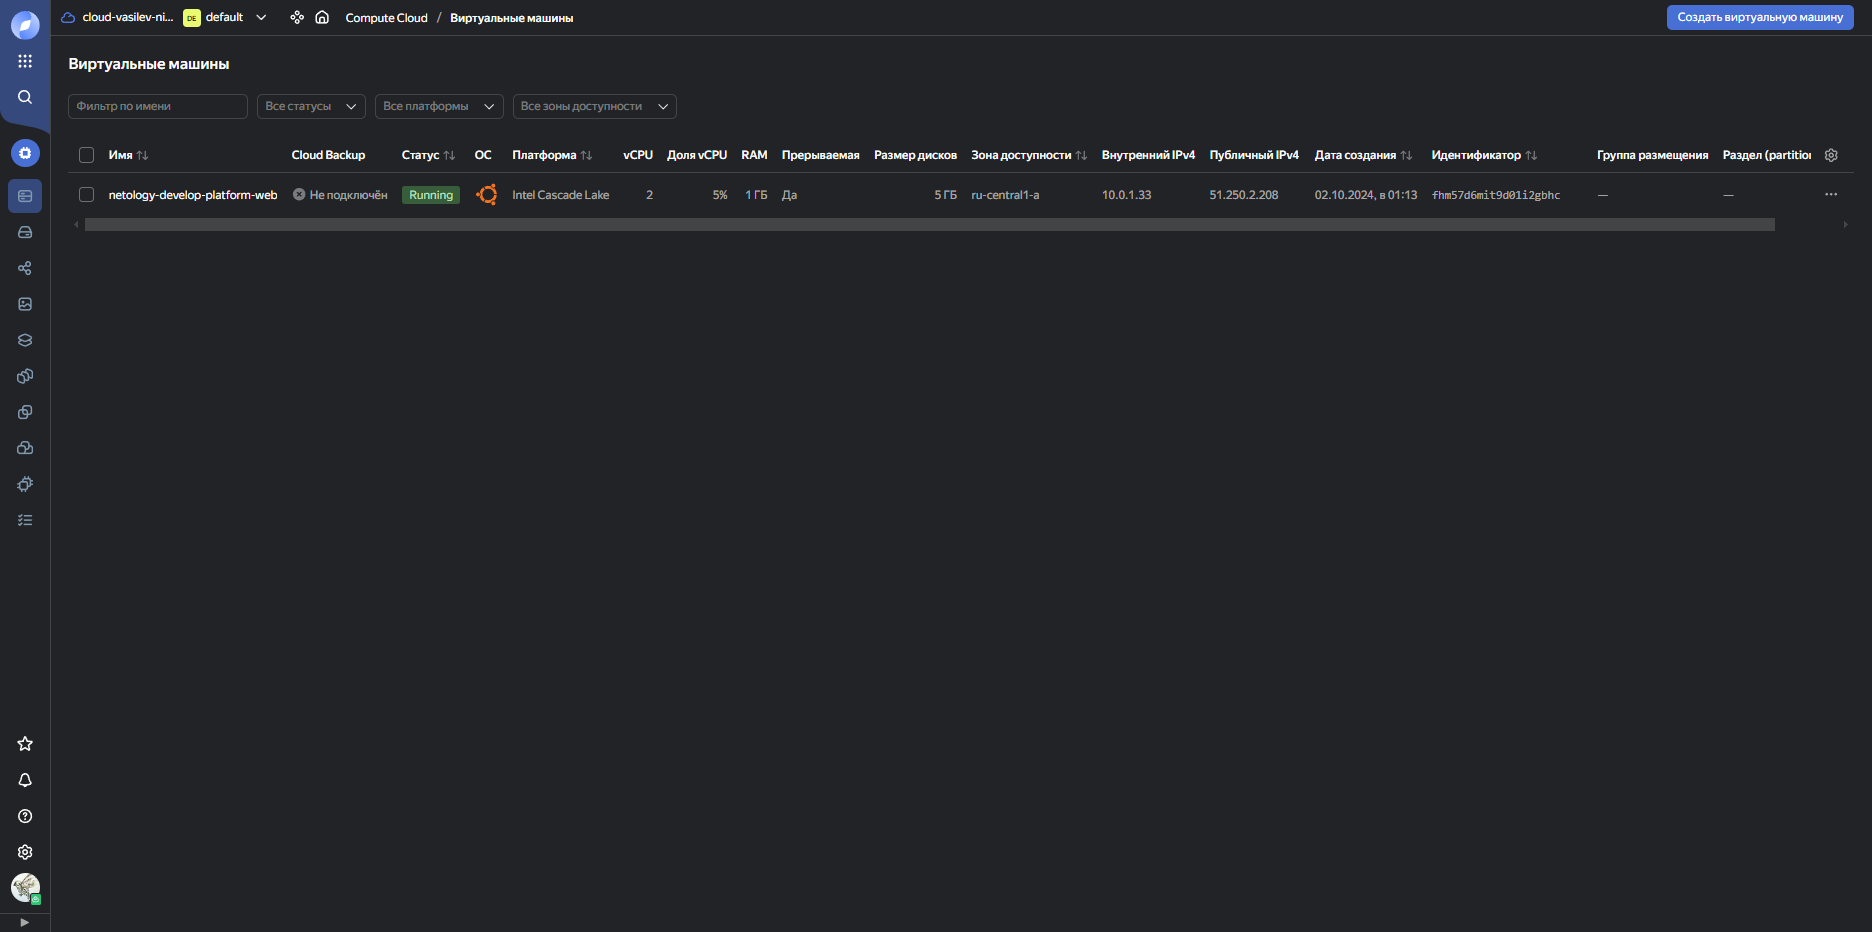 cloud-vasilev-ni... DE default Compute Cloud / Виртуальные машины Создать виртуальную машину
Виртуальные машины
Фильтр по имени Все статусы Все платформы Все зоны доступности
Имя Cloud Backup Статус ОС Платформа vCPU Доля vCPU RAM Прерываемая Размер дисков Зона доступности Внутренний IPv4 Публичный IPv4 Дата создания Идентификатор Группа размещения Раздел (partition
netology-develop-platform-web Не подключён Running Intel Cascade Lake 2 5% 1 ГБ Да 5 ГБ ru-central1-a 10.0.1.33 51.250.2.208 02.10.2024, в 01:13 fhm57d6mit9d01i2gbhc — —